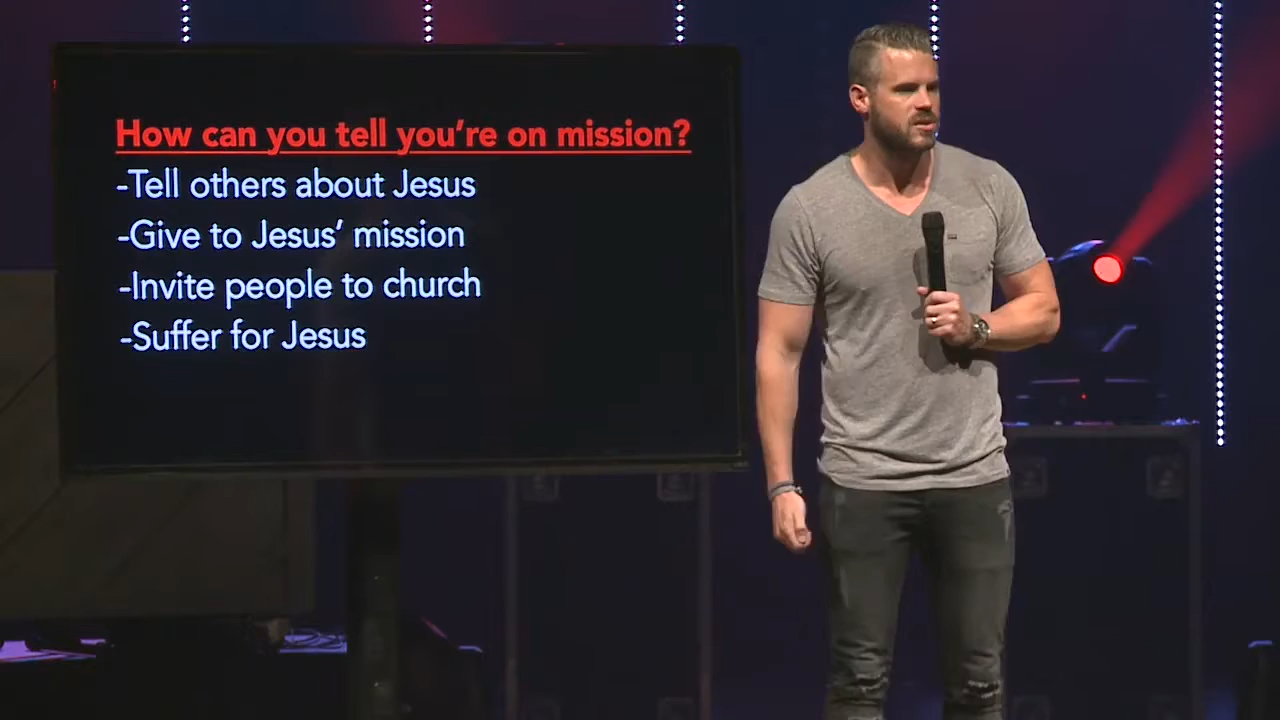 How can you tell you're on mission?
-Tell others about Jesus
-Give to Jesus' mission
-Invite people to church
-Suffer for Jesus